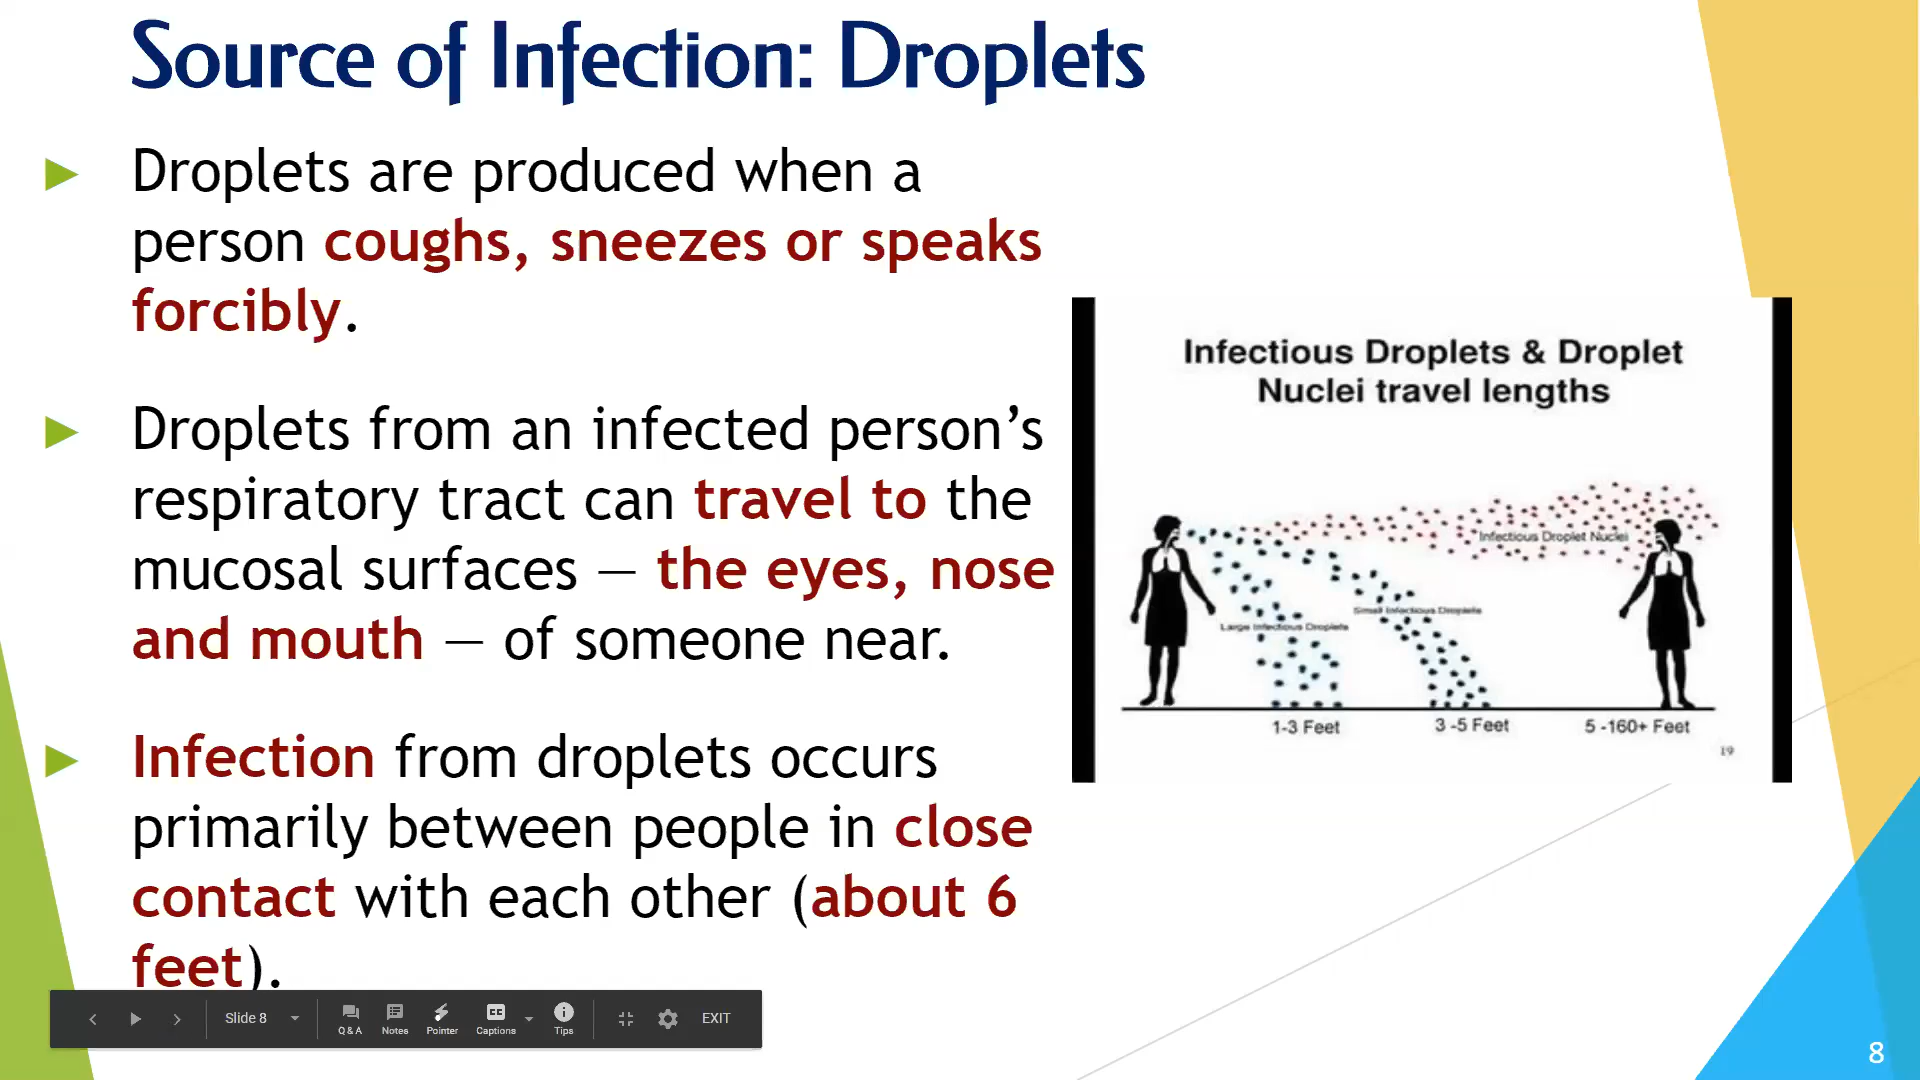 Source of Infection: Droplets
Droplets are produced when a
person coughs, sneezes or speaks
forcibly.
Droplets from an infected person’s
respiratory tract can travel to the
mucosal surfaces — the eyes, nose
and mouth — of someone near.
Infection from droplets occurs
primarily between people in close
contact with each other (about 6
feet).
Infectious Droplets & Droplet
Nuclei travel lengths
Infectious Droplet Nuclei
Small Infectious Droplets
Large Infectious Droplets
1-3 Feet
3 -5 Feet
5 -160+ Feet
19
Slide 8
Q & A
Notes
Pointer
CC
Captions
Tips
EXIT
8